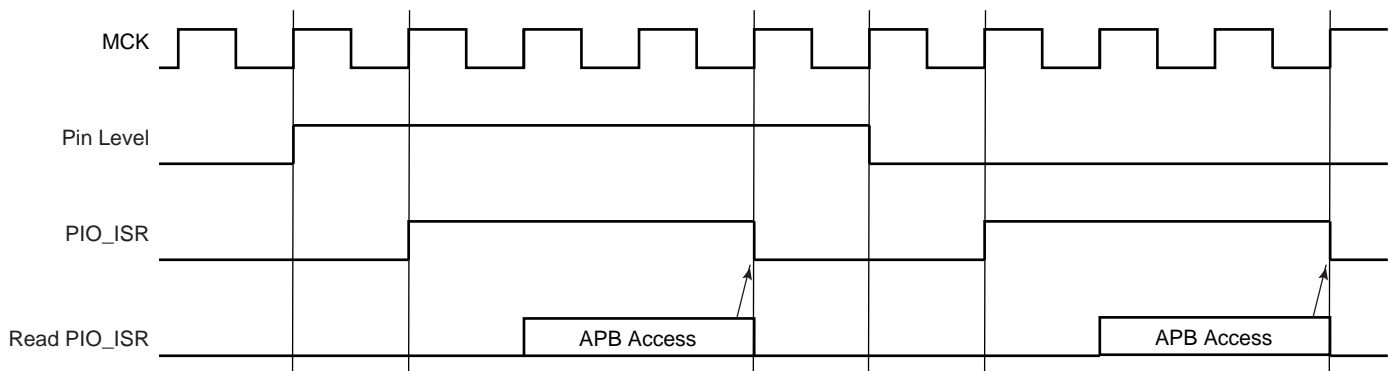 MCK
Pin Level
PIO_ISR
Read PIO_ISR
APB Access
APB Access